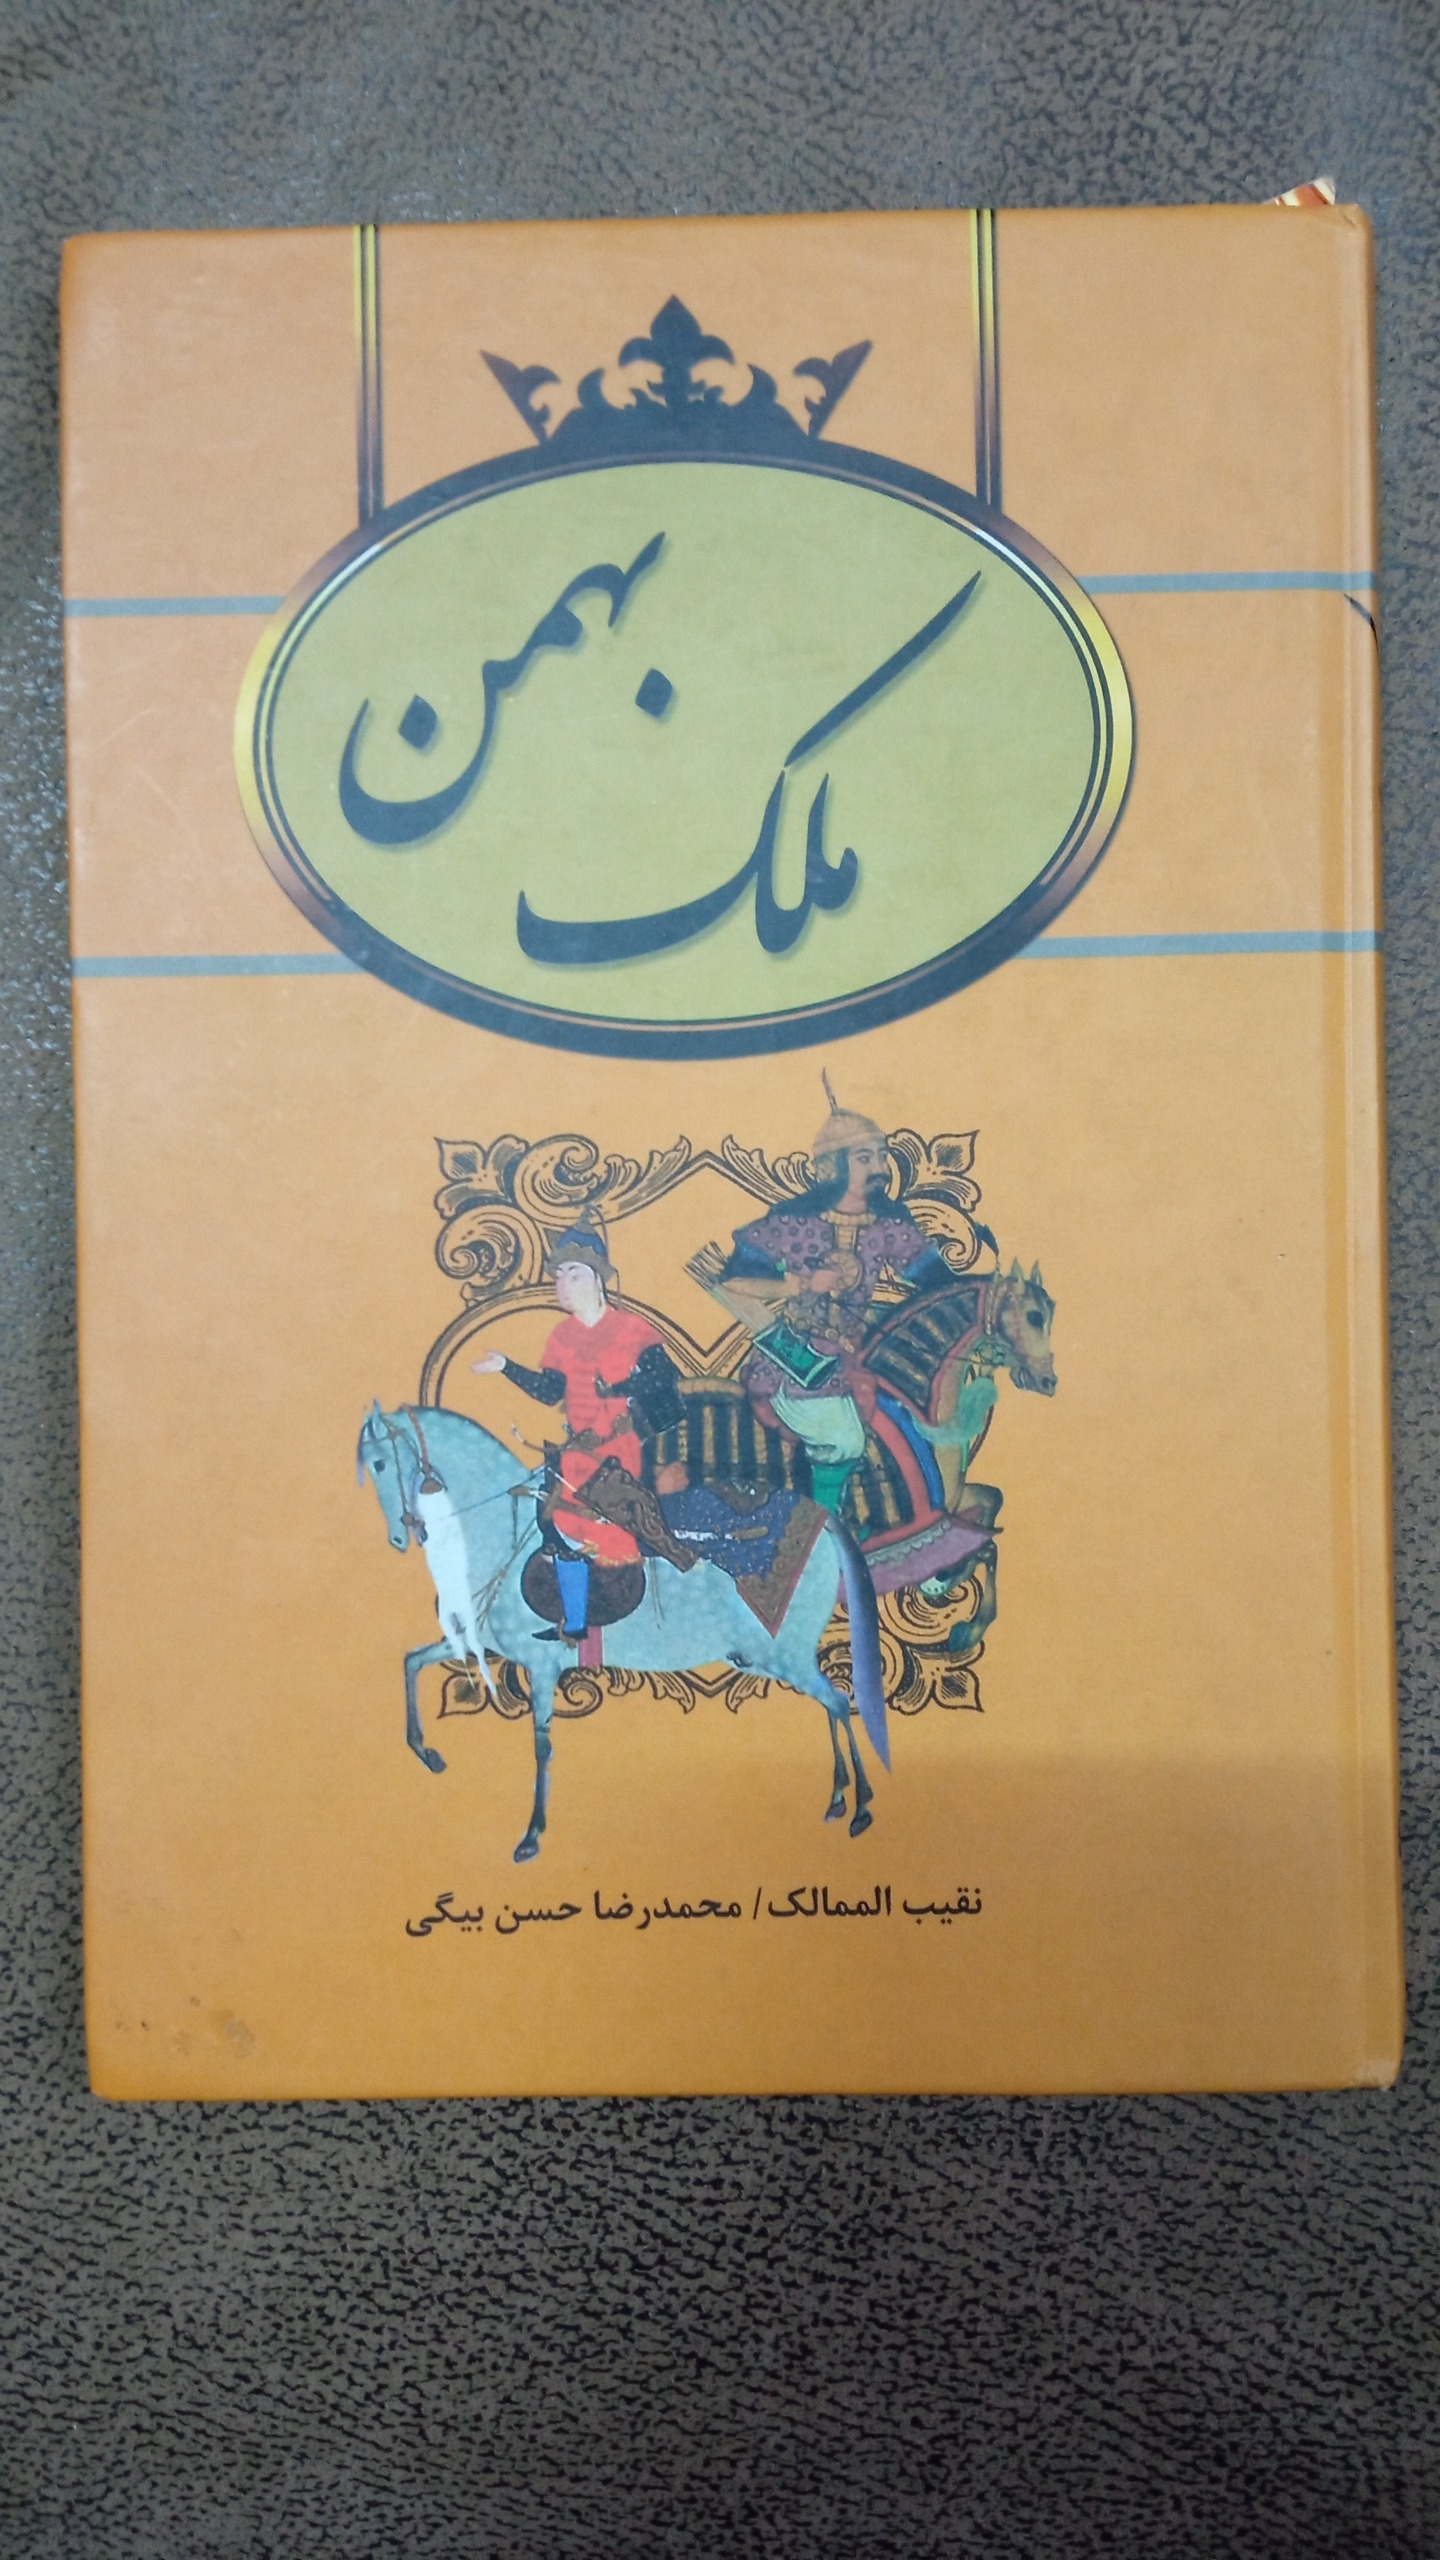 ملک بهمن
نقیب الممالک/ محمدرضا حسن بیگی